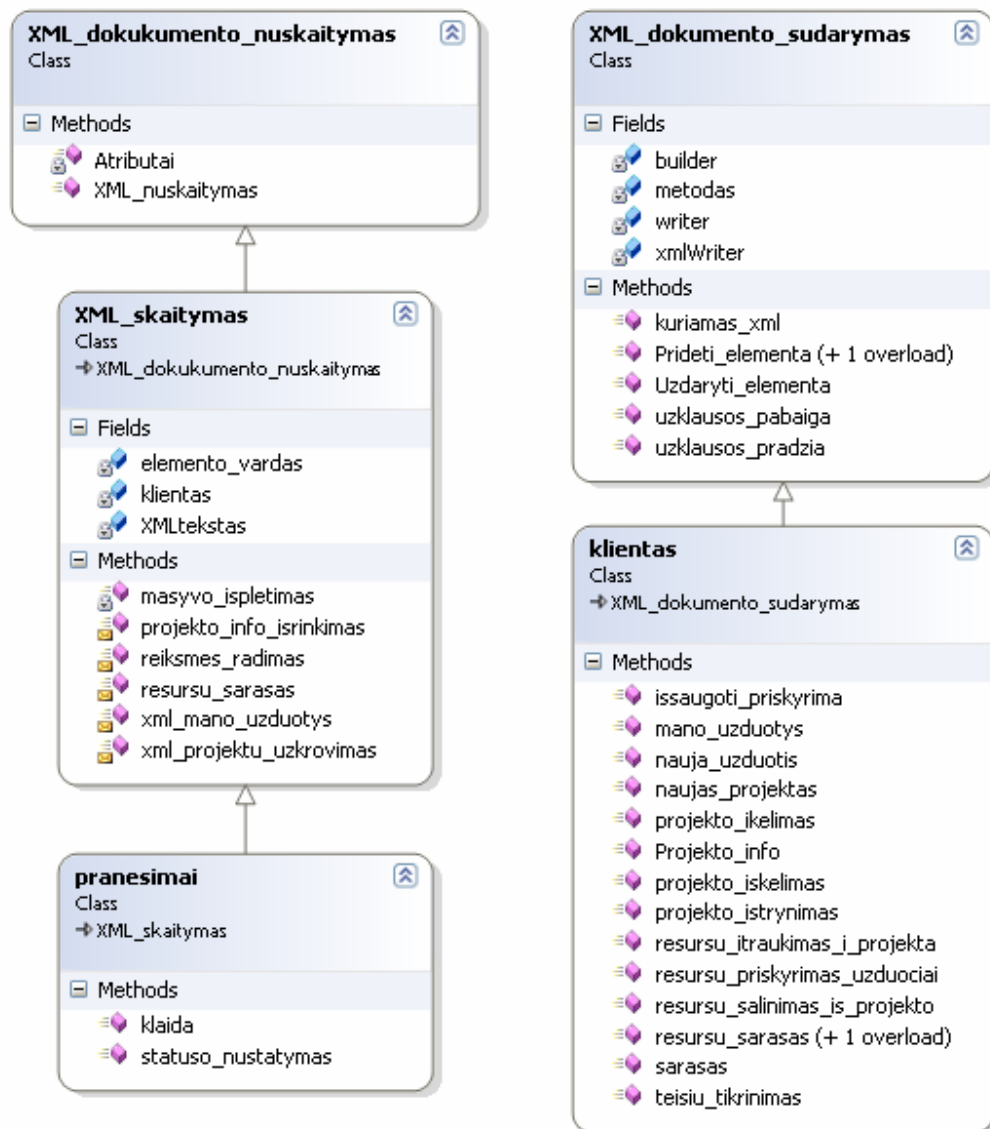 XML_dokukumento_nuskaitymas
Class
Methods
Atributai
XML_nuskaitymas
XML_skaitymas
Class
XML_dokukumento_nuskaitymas
Fields
elemento_vardas
klientas
XMLtekstas
Methods
masyvo_ispletimas
projekto_info_isrinkimas
reiksmes_radimas
resursu_sarasas
xml_mano_uzduotys
xml_projektu_uzkrovimas
pranesimai
Class
XML_skaitymas
Methods
klaida
statuso_nustatymas
XML_dokumento_sudarymas
Class
Fields
builder
metodas
writer
xmlWriter
Methods
kuriamas_xml
Prideti_elementa (+ 1 overload)
Uzdaryti_elementa
uzklausos_pabaiga
uzklausos_pradzia
klientas
Class
XML_dokumento_sudarymas
Methods
issaugoti_priskyrima
mano_uzduotys
nauja_uzduotis
naujas_projektas
projekto_ikelimas
Projekto_info
projekto_iskelimas
projekto_istrynimas
resursu_itraukimas_i_projekta
resursu_priskyrimas_uzduociai
resursu_salinimas_is_projekto
resursu_sarasas (+ 1 overload)
sarasas
teisiu_tikrinimas